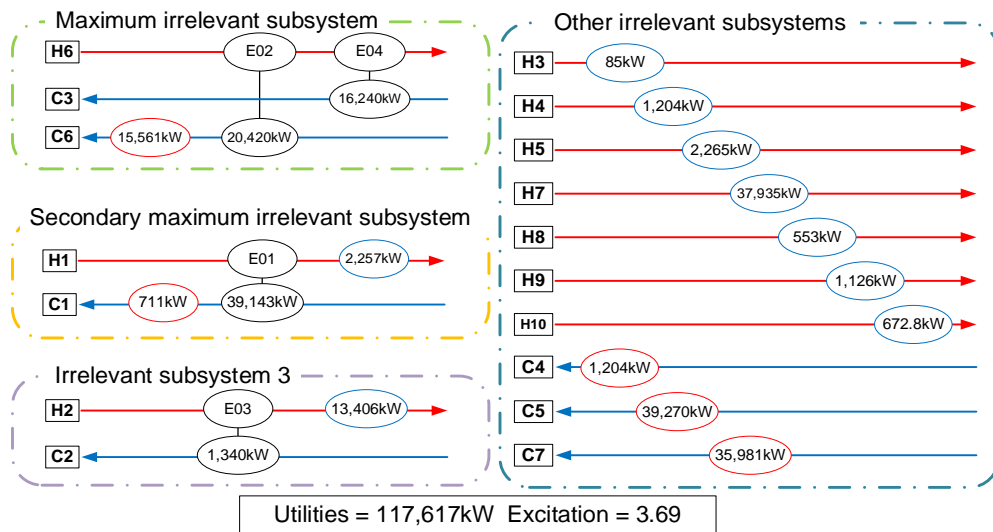 Maximum irrelevant subsystem
H6
E02
E04
C3
16,240kW
C6
15,561kW
20,420kW
Secondary maximum irrelevant subsystem
H1
E01
2,257kW
C1
711kW
39,143kW
Irrelevant subsystem 3
H2
E03
13,406kW
C2
1,340kW
Other irrelevant subsystems
H3
85kW
H4
1,204kW
H5
2,265kW
H7
37,935kW
H8
553kW
H9
1,126kW
H10
672.8kW
C4
1,204kW
C5
39,270kW
C7
35,981kW
Utilities = 117,617kW Excitation = 3.69